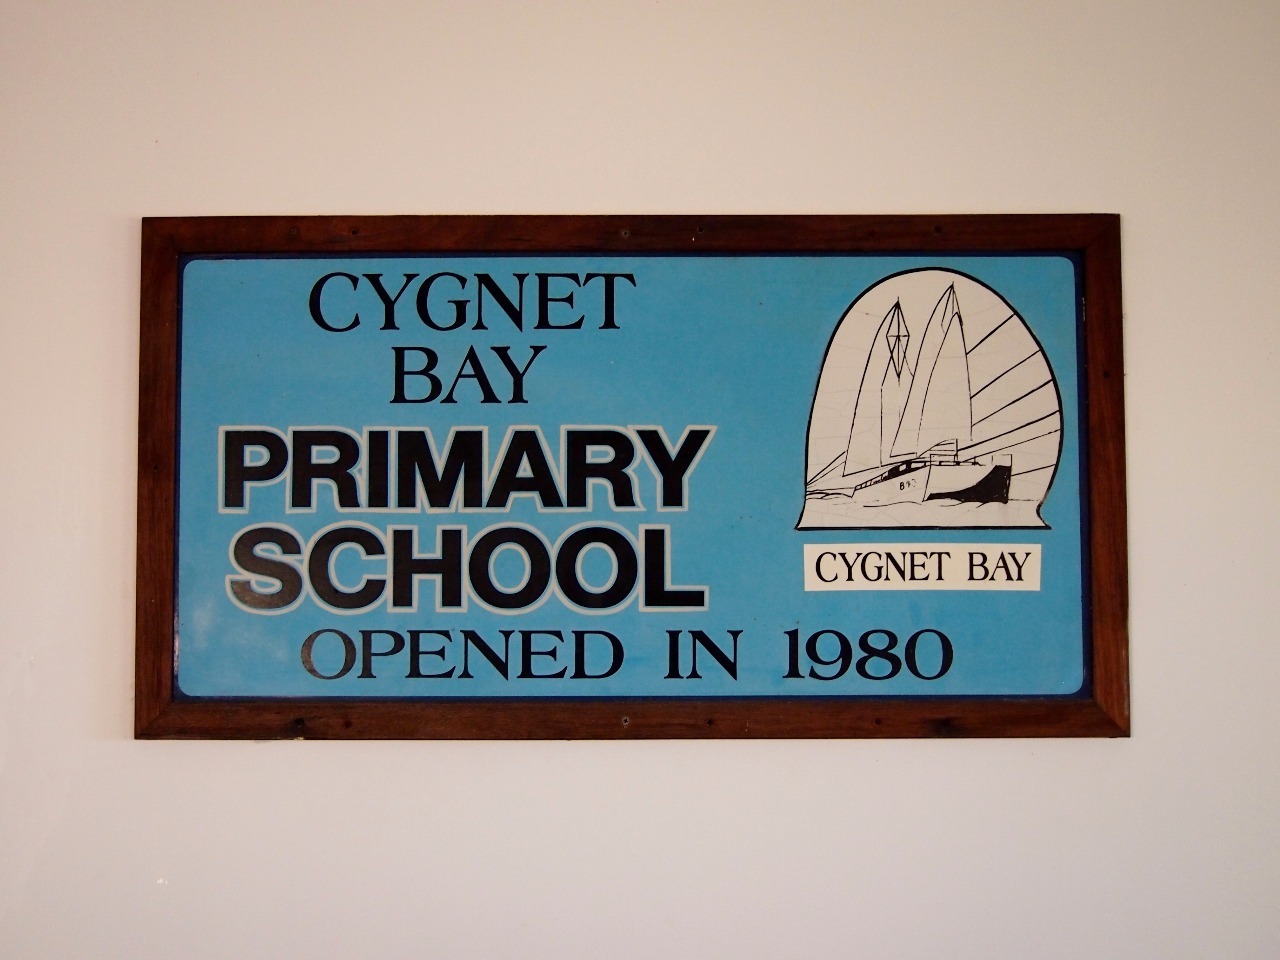 CYGNET
BAY
PRIMARY
SCHOOL
OPENED IN 1980
CYGNET BAY